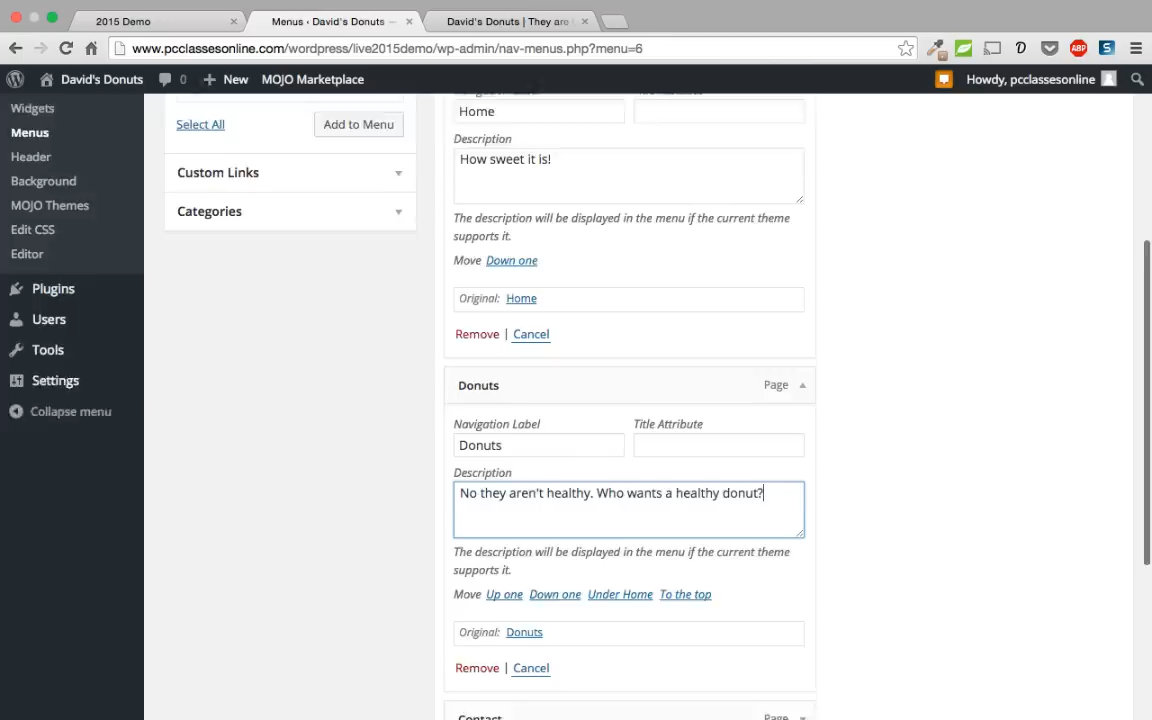 2015 Demo
Menus ‹ David's Donuts —
David's Donuts | They are
www.pcclassesonline.com/wordpress/live2015demo/wp-admin/nav-menus.php?menu=6
ABP
David's Donuts
0
New
MOJO Marketplace
Howdy, pcclassesonline
Widgets
Menus
Header
Background
MOJO Themes
Edit CSS
Editor
Plugins
Users
Tools
Settings
Collapse menu
Select All
Add to Menu
Custom Links
Categories
Home
Description
How sweet it is!
The description will be displayed in the menu if the current theme
supports it.
Move Down one
Original: Home
Remove | Cancel
Donuts
Page
Navigation Label
Title Attribute
Donuts
Description
No they aren't healthy. Who wants a healthy donut?
The description will be displayed in the menu if the current theme
supports it.
Move Up one Down one Under Home To the top
Original: Donuts
Remove | Cancel
Contact
Page